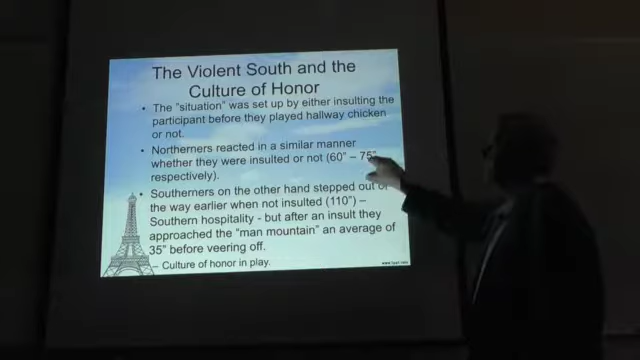 The Violent South and the
Culture of Honor
• The "situation" was set up by either insulting the
participant before they played hallway chicken
or not.
• Northerners reacted in a similar manner
whether they were insulted or not (60" – 75"
respectively).
• Southerners on the other hand stepped out of
the way earlier when not insulted (110") –
Southern hospitality - but after an insult they
approached the "man mountain" an average of
35" before veering off.
– Culture of honor in play.